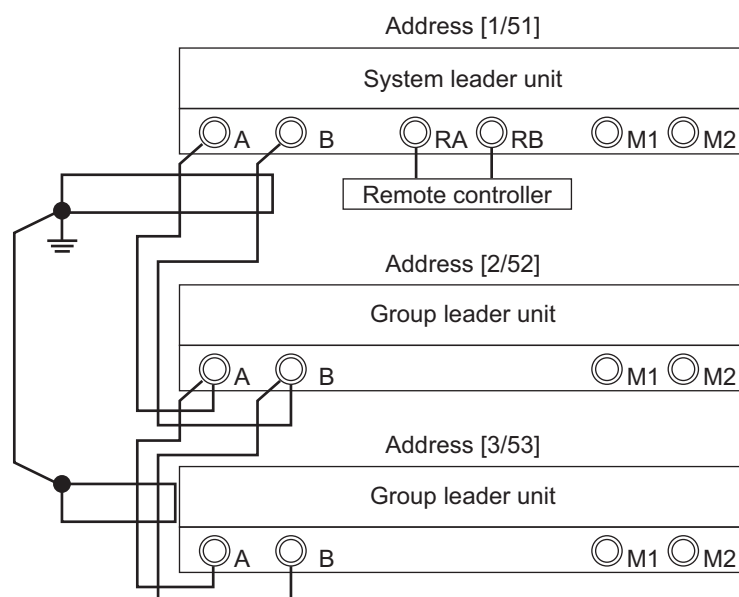 Address [1/51]
System leader unit
A B RA RB M1 M2
Remote controller
Address [2/52]
Group leader unit
A B M1 M2
Address [3/53]
Group leader unit
A B M1 M2